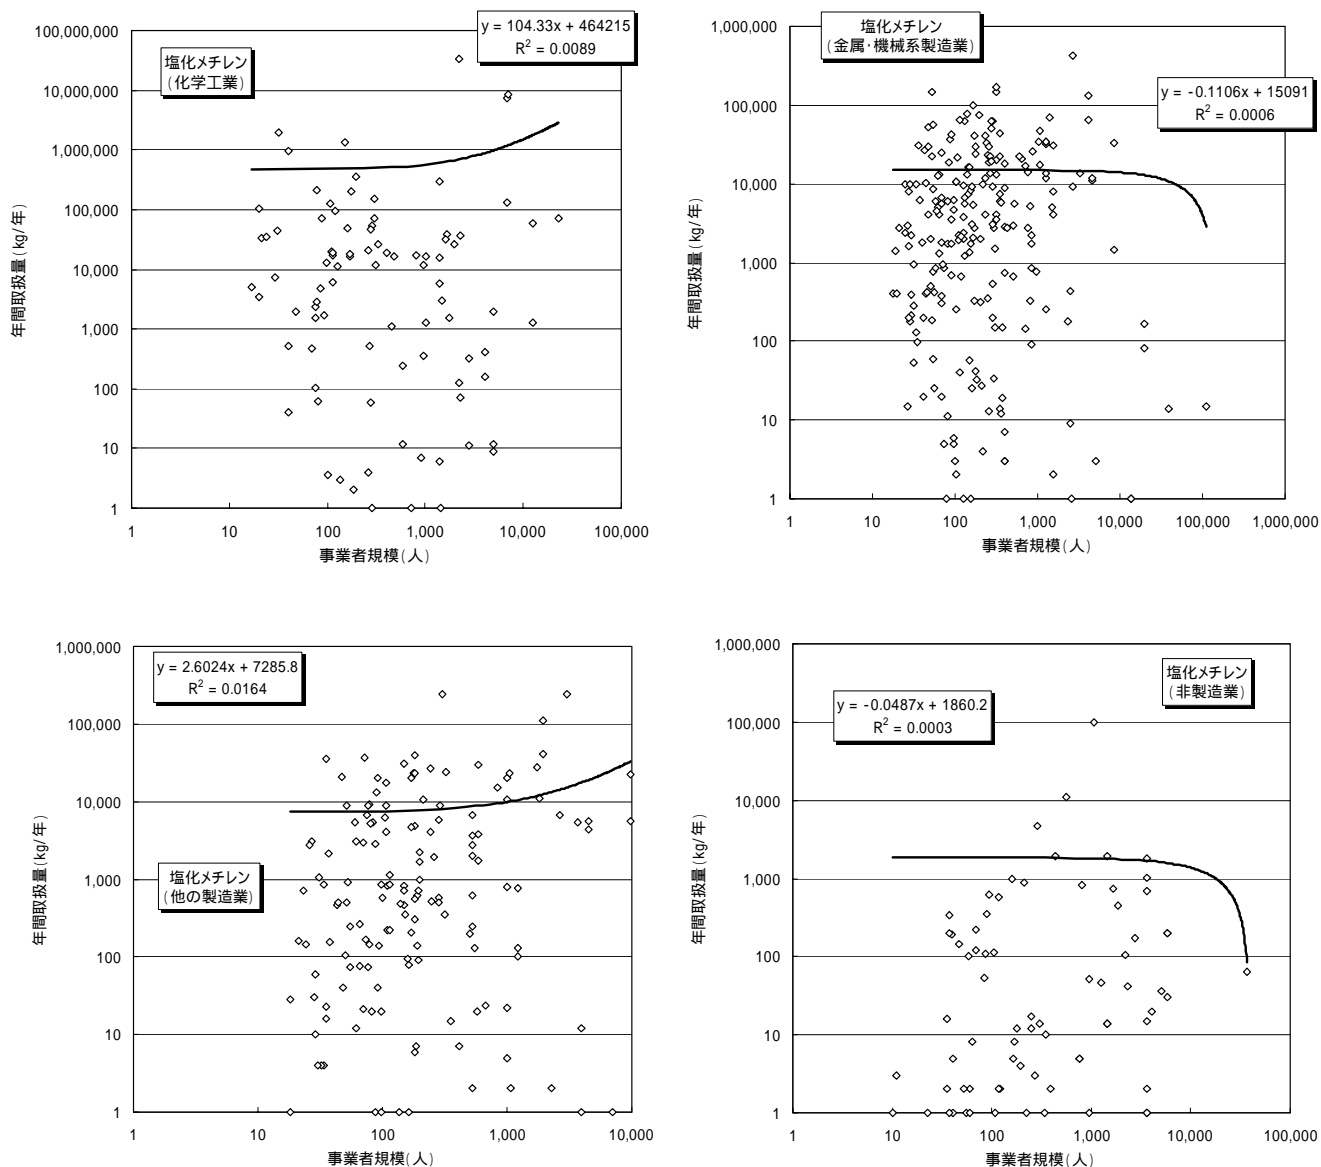 y = 104.33x + 464215
R² = 0.0089
塩化メチレン
(化学工業)
100,000,000
10,000,000
1,000,000
100,000
10,000
1,000
100
10
1
年間取扱量(kg/年)
1 10 100 1,000 10,000 100,000
事業者規模(人)
塩化メチレン
(金属・機械系製造業)
y = -0.1106x + 15091
R² = 0.0006
1,000,000
100,000
10,000
1,000
100
10
1
年間取扱量(kg/年)
1 10 100 1,000 10,000 100,000 1,000,000
事業者規模(人)
y = 2.6024x + 7285.8
R² = 0.0164
塩化メチレン
(他の製造業)
1,000,000
100,000
10,000
1,000
100
10
1
年間取扱量(kg/年)
1 10 100 1,000 10,000
事業者規模(人)
塩化メチレン
(非製造業)
y = -0.0487x + 1860.2
R² = 0.0003
1,000,000
100,000
10,000
1,000
100
10
1
年間取扱量(kg/年)
1 10 100 1,000 10,000 100,000
事業者規模(人)